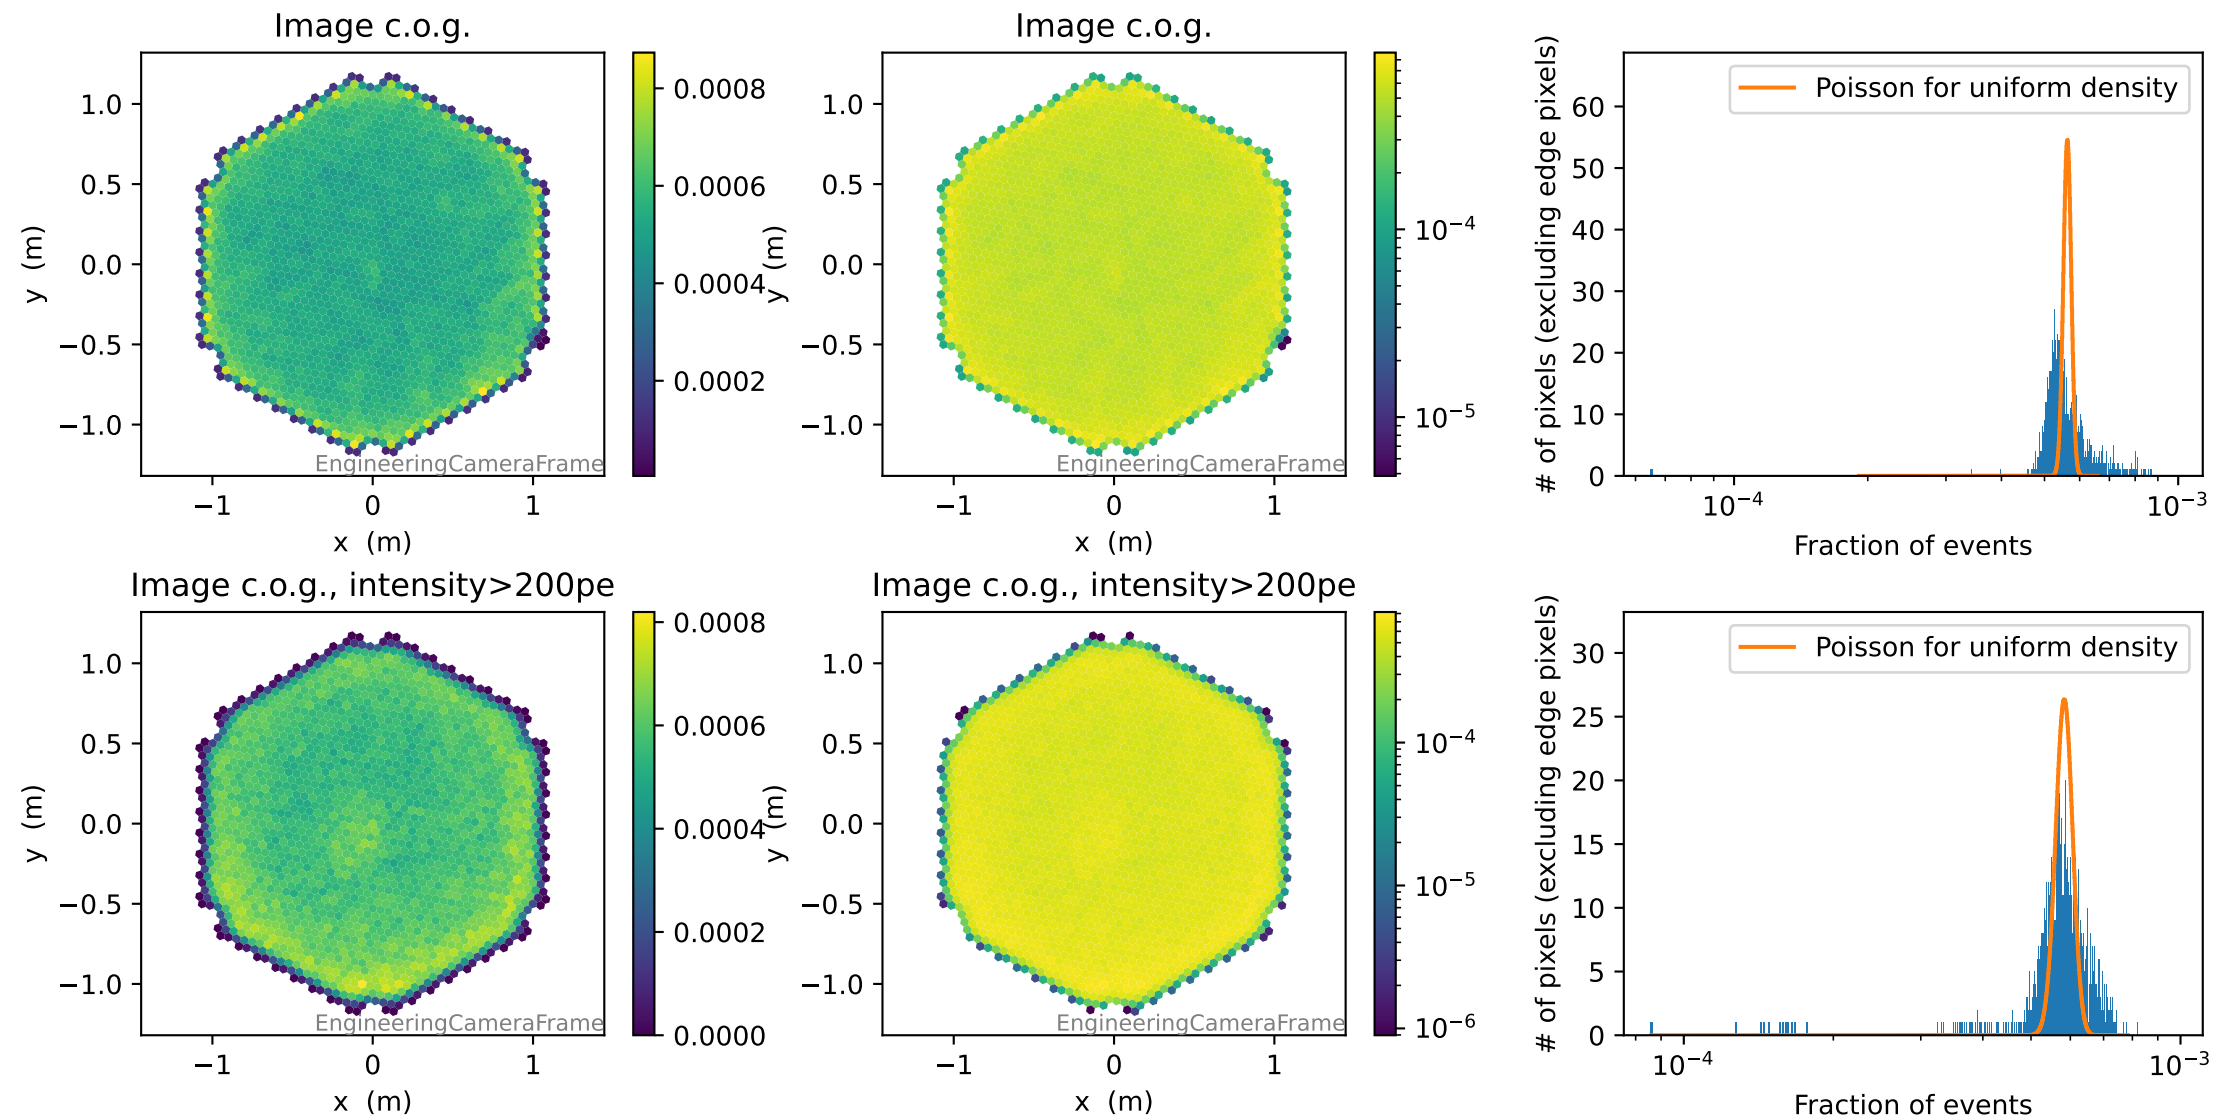 Image c.o.g.
1.0
0.5
0.0
−0.5
−1.0
y (m)
−1
0
1
x (m)
EngineeringCameraFrame
0.0008
0.0006
0.0004
0.0002
Image c.o.g.
1.0
0.5
0.0
−0.5
−1.0
y (m)
−1
0
1
x (m)
EngineeringCameraFrame
10⁻⁴
10⁻⁵
Poisson for uniform density
# of pixels (excluding edge pixels)
60
50
40
30
20
10
0
10⁻⁴
10⁻³
Fraction of events
Image c.o.g., intensity>200pe
1.0
0.5
0.0
−0.5
−1.0
y (m)
−1
0
1
x (m)
EngineeringCameraFrame
0.0008
0.0006
0.0004
0.0002
0.0000
Image c.o.g., intensity>200pe
1.0
0.5
0.0
−0.5
−1.0
y (m)
−1
0
1
x (m)
EngineeringCameraFrame
10⁻⁴
10⁻⁵
10⁻⁶
Poisson for uniform density
# of pixels (excluding edge pixels)
30
25
20
15
10
5
0
10⁻⁴
10⁻³
Fraction of events